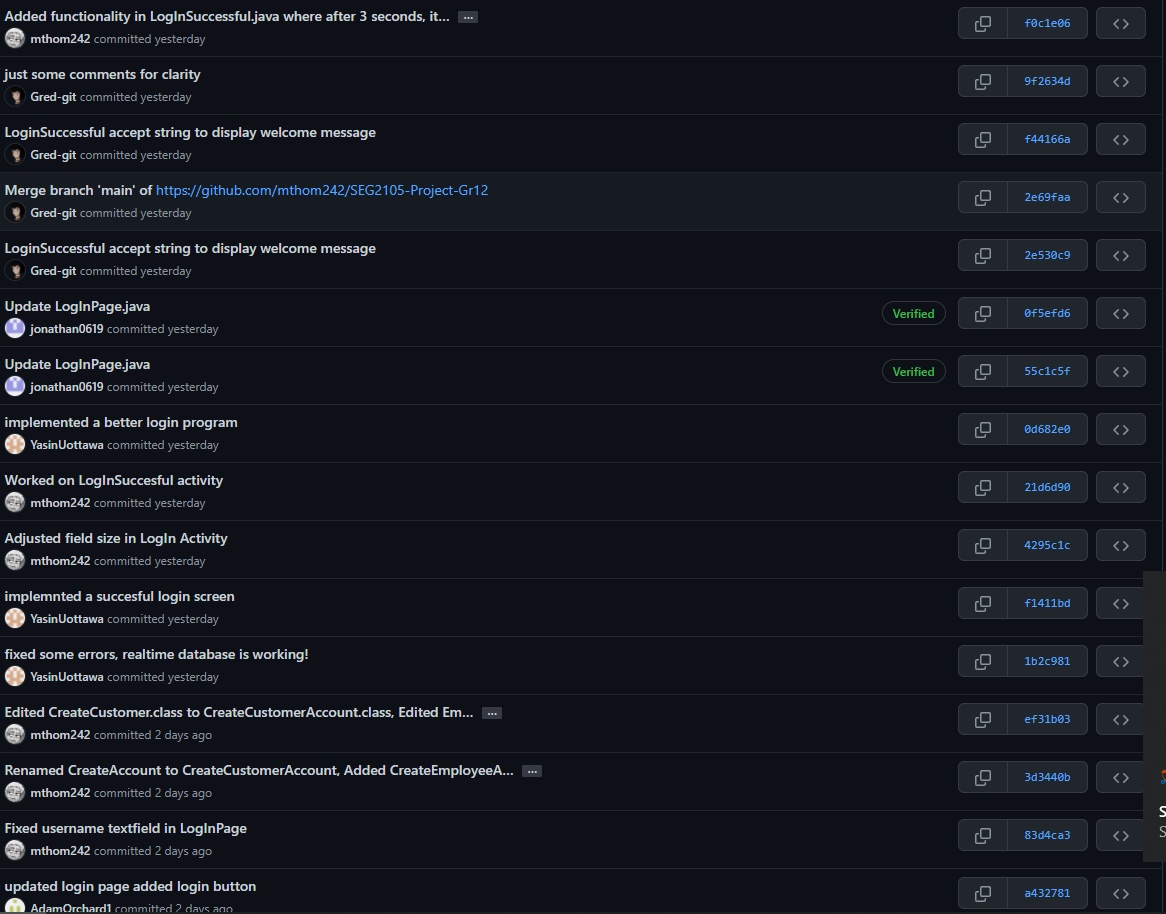 Added functionality in LogInSuccessful.java where after 3 seconds, it... ...
f0c1e06
mthom242 committed yesterday
just some comments for clarity
9f2634d
Gred-git committed yesterday
LoginSuccessful accept string to display welcome message
f44166a
Gred-git committed yesterday
Merge branch 'main' of https://github.com/mthom242/SEG2105-Project-Gr12
2e69faa
Gred-git committed yesterday
LoginSuccessful accept string to display welcome message
2e530c9
Gred-git committed yesterday
Update LogInPage.java
Verified
0f5efd6
jonathan0619 committed yesterday
Update LogInPage.java
Verified
55c1c5f
jonathan0619 committed yesterday
implemented a better login program
0d682e0
YasinUottawa committed yesterday
Worked on LogInSuccesful activity
21d6d90
mthom242 committed yesterday
Adjusted field size in LogIn Activity
4295c1c
mthom242 committed yesterday
implemnted a succesful login screen
f1411bd
YasinUottawa committed yesterday
fixed some errors, realtime database is working!
1b2c981
YasinUottawa committed yesterday
Edited CreateCustomer.class to CreateCustomerAccount.class, Edited Em... ...
ef31b03
mthom242 committed 2 days ago
Renamed CreateAccount to CreateCustomerAccount, Added CreateEmployeeA... ...
3d3440b
mthom242 committed 2 days ago
Fixed username textfield in LogInPage
83d4ca3
mthom242 committed 2 days ago
updated login page added login button
a432781
AdamOrchard1 committed 2 days ago